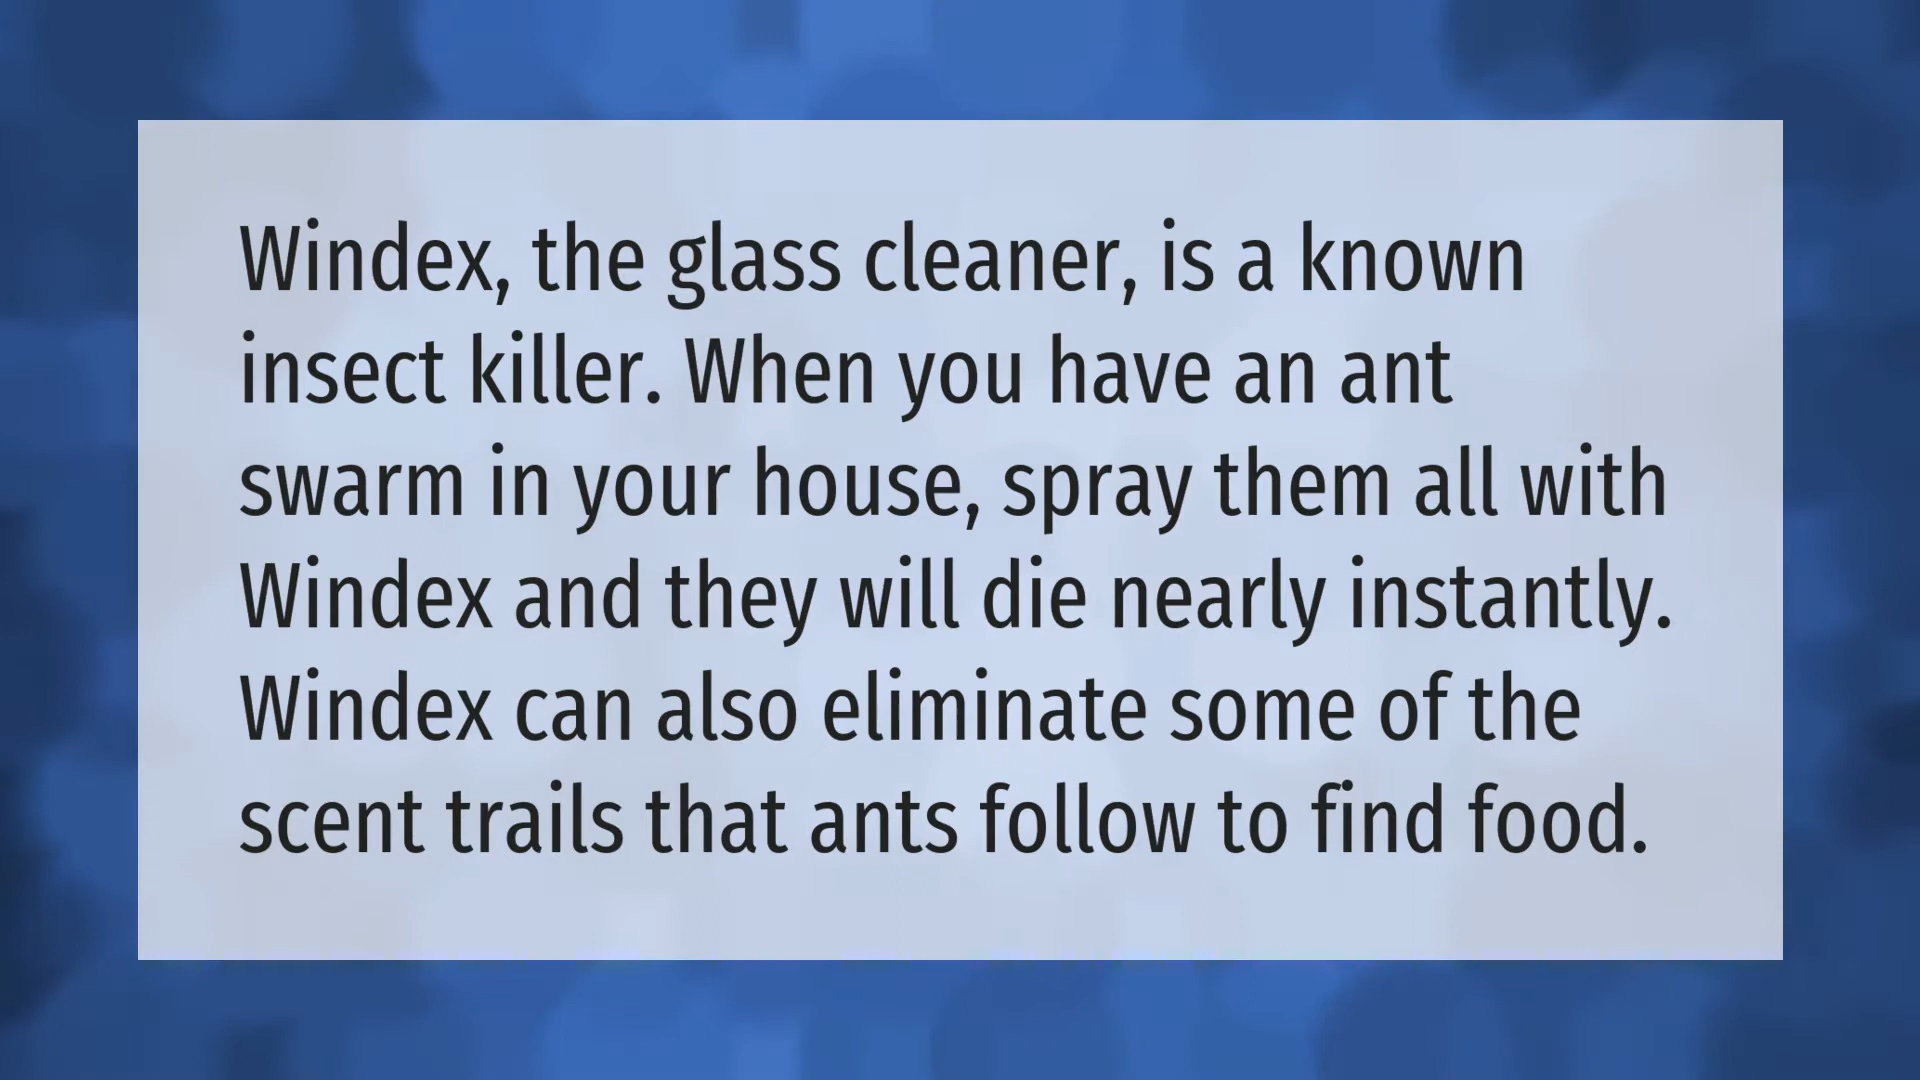 Windex, the glass cleaner, is a known
insect killer. When you have an ant
swarm in your house, spray them all with
Windex and they will die nearly instantly.
Windex can also eliminate some of the
scent trails that ants follow to find food.